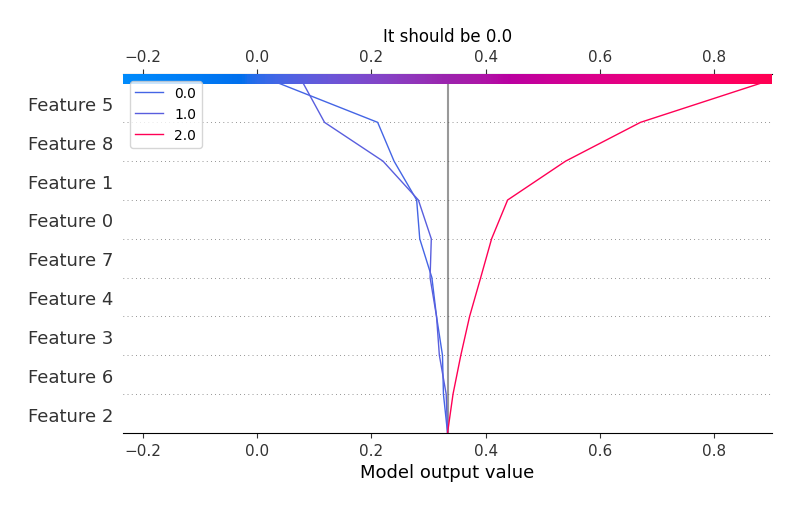 It should be 0.0
−0.2 0.0 0.2 0.4 0.6 0.8
0.0
1.0
2.0
Feature 5
Feature 8
Feature 1
Feature 0
Feature 7
Feature 4
Feature 3
Feature 6
Feature 2
−0.2 0.0 0.2 0.4 0.6 0.8
Model output value